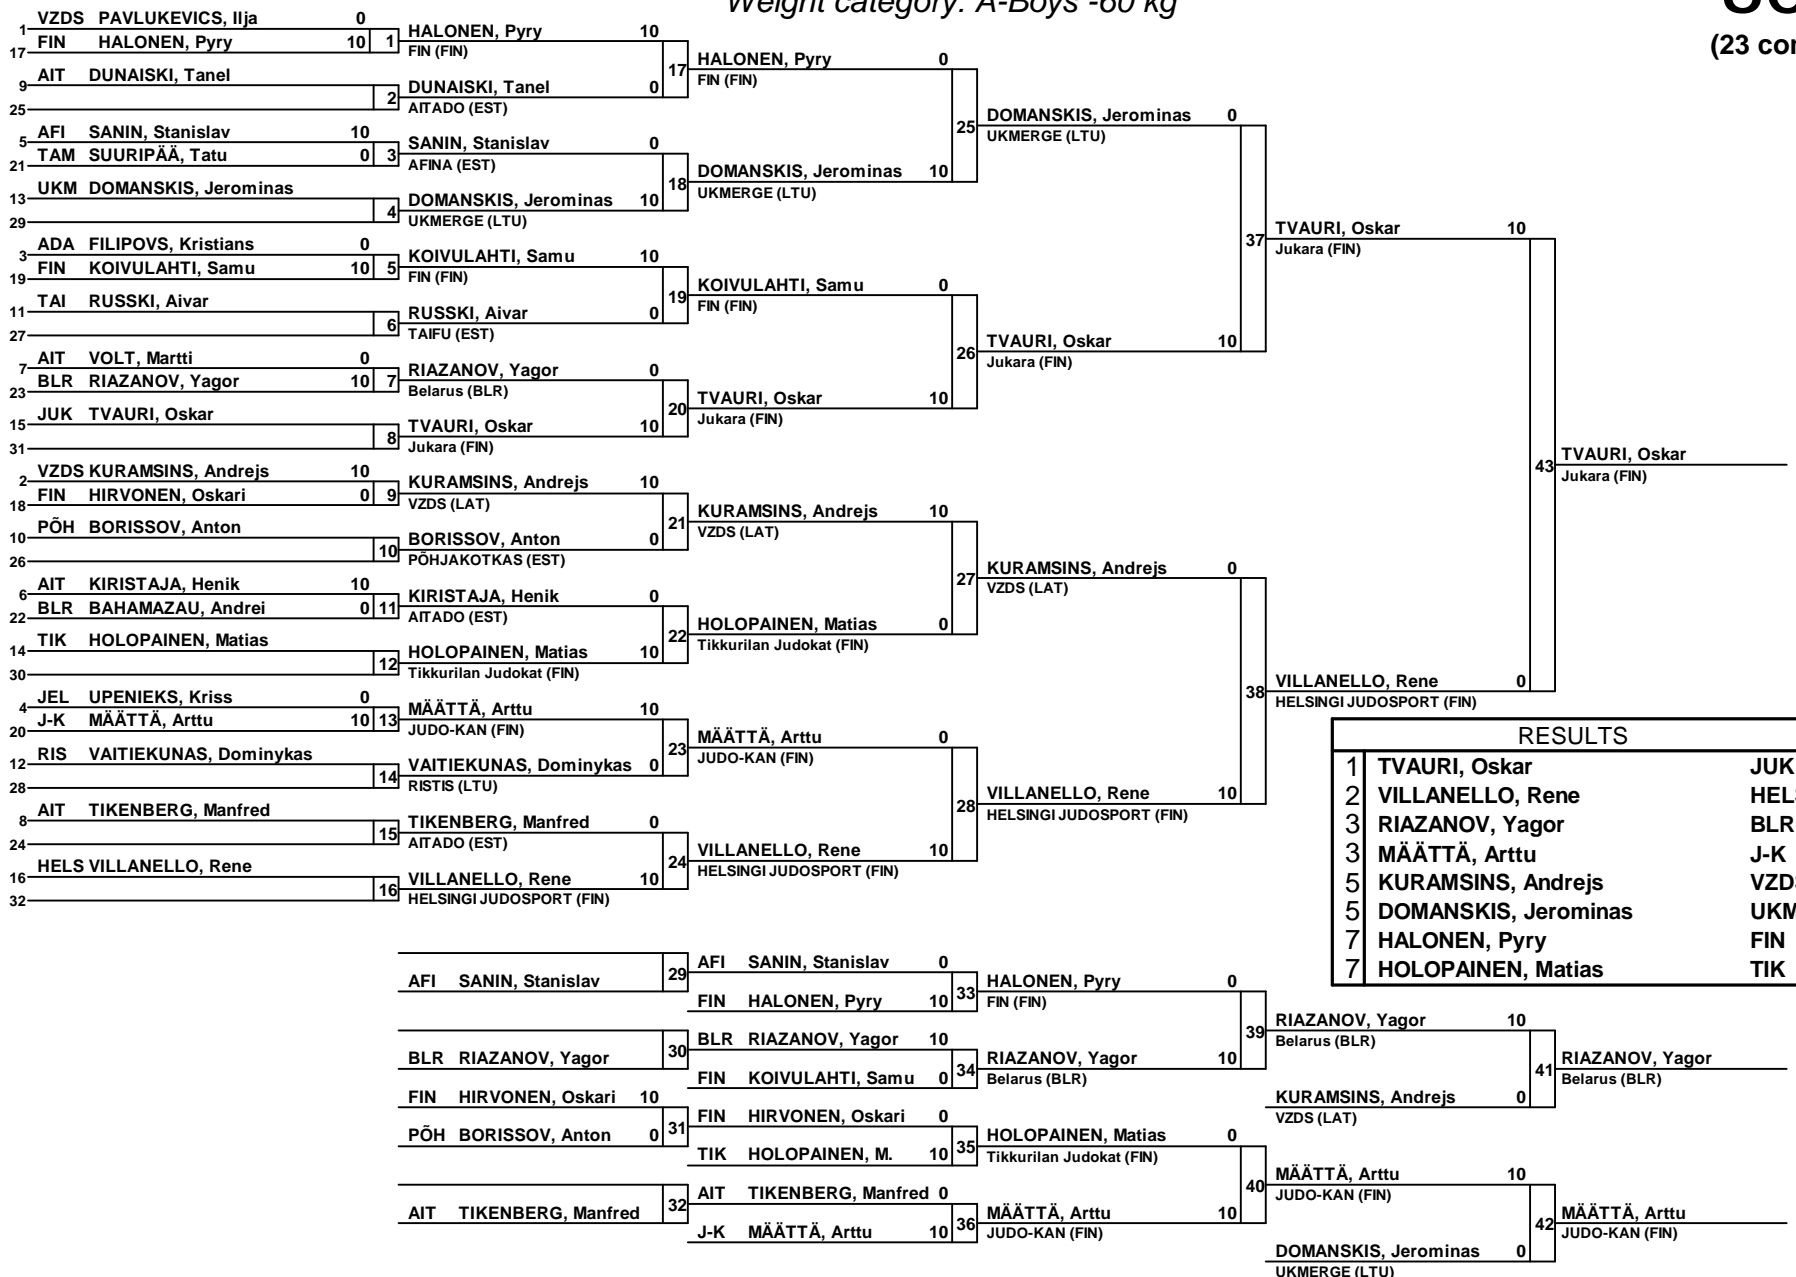 Weight category: A-Boys -60 kg
(23
1 VZDS PAVLUKEVICS, Ilja 0
17 FIN HALONEN, Pyry 10 1
9 AIT DUNAISKI, Tanel
25 2
5 AFI SANIN, Stanislav 10
21 TAM SUURIPÄÄ, Tatu 0 3
13 UKM DOMANSKIS, Jerominas
29 4
3 ADA FILIPOVS, Kristians 0
19 FIN KOIVULAHTI, Samu 10 5
11 TAI RUSSKI, Aivar
27 6
7 AIT VOLT, Martti 0
23 BLR RIAZANOV, Yagor 10 7
15 JUK TVAURI, Oskar
31 8
2 VZDS KURAMSINS, Andrejs 10
18 FIN HIRVONEN, Oskari 0 9
10 PÕH BORISSOV, Anton
26 10
6 AIT KIRISTAJA, Henik 10
22 BLR BAHAMAZAU, Andrei 0 11
14 TIK HOLOPAINEN, Matias
30 12
4 JEL UPENIEKS, Kriss 0
20 J-K MÄÄTTÄ, Arttu 10 13
12 RIS VAITIEKUNAS, Dominykas
28 14
8 AIT TIKENBERG, Manfred
24 15
16 HELS VILLANELLO, Rene
32 16
HALONEN, Pyry 10
FIN (FIN)
17
DUNAISKI, Tanel 0
AITADO (EST)
SANIN, Stanislav 0
AFINA (EST)
18
DOMANSKIS, Jerominas 10
UKMERGE (LTU)
KOIVULAHTI, Samu 10
FIN (FIN)
19
RUSSKI, Aivar 0
TAIFU (EST)
RIAZANOV, Yagor 0
Belarus (BLR)
20
TVAURI, Oskar 10
Jukara (FIN)
KURAMSINS, Andrejs 10
VZDS (LAT)
21
BORISSOV, Anton 0
PÕHJAKOTKAS (EST)
KIRISTAJA, Henik 0
AITADO (EST)
22
HOLOPAINEN, Matias 10
Tikkurilan Judokat (FIN)
MÄÄTTÄ, Arttu 10
JUDO-KAN (FIN)
23
VAITIEKUNAS, Dominykas 0
RISTIS (LTU)
TIKENBERG, Manfred 0
AITADO (EST)
24
VILLANELLO, Rene 10
HELSINGI JUDOSPORT (FIN)
HALONEN, Pyry 0
FIN (FIN)
25
DOMANSKIS, Jerominas 10
UKMERGE (LTU)
KOIVULAHTI, Samu 0
FIN (FIN)
26
TVAURI, Oskar 10
Jukara (FIN)
KURAMSINS, Andrejs 10
VZDS (LAT)
27
HOLOPAINEN, Matias 0
Tikkurilan Judokat (FIN)
MÄÄTTÄ, Arttu 0
JUDO-KAN (FIN)
28
VILLANELLO, Rene 10
HELSINGI JUDOSPORT (FIN)
DOMANSKIS, Jerominas 0
UKMERGE (LTU)
37
TVAURI, Oskar 10
Jukara (FIN)
KURAMSINS, Andrejs 0
VZDS (LAT)
38
VILLANELLO, Rene 10
HELSINGI JUDOSPORT (FIN)
TVAURI, Oskar 10
Jukara (FIN)
43
VILLANELLO, Rene 0
HELSINGI JUDOSPORT (FIN)
TVAURI, Oskar
Jukara (FIN)
RESULTS
1 TVAURI, Oskar JUK
2 VILLANELLO, Rene
3 RIAZANOV, Yagor BLR
3 MÄÄTTÄ, Arttu J-K
5 KURAMSINS, Andrejs
5 DOMANSKIS, Jerominas
7 HALONEN, Pyry FIN
7 HOLOPAINEN, Matias TIK
AFI SANIN, Stanislav 29
BLR RIAZANOV, Yagor 30
FIN HIRVONEN, Oskari 10
PÕH BORISSOV, Anton 0 31
AIT TIKENBERG, Manfred 32
AFI SANIN, Stanislav 0
FIN HALONEN, Pyry 10 33
BLR RIAZANOV, Yagor 10
FIN KOIVULAHTI, Samu 0 34
FIN HIRVONEN, Oskari 0
TIK HOLOPAINEN, M. 10 35
AIT TIKENBERG, Manfred 0
J-K MÄÄTTÄ, Arttu 10 36
HALONEN, Pyry 0
FIN (FIN)
39
RIAZANOV, Yagor 10
Belarus (BLR)
HOLOPAINEN, Matias 0
Tikkurilan Judokat (FIN)
40
MÄÄTTÄ, Arttu 10
JUDO-KAN (FIN)
RIAZANOV, Yagor 10
Belarus (BLR)
41
KURAMSINS, Andrejs 0
VZDS (LAT)
MÄÄTTÄ, Arttu 10
JUDO-KAN (FIN)
42
DOMANSKIS, Jerominas 0
UKMERGE (LTU)
RIAZANOV, Yagor
Belarus (BLR)
MÄÄTTÄ, Arttu
JUDO-KAN (FIN)